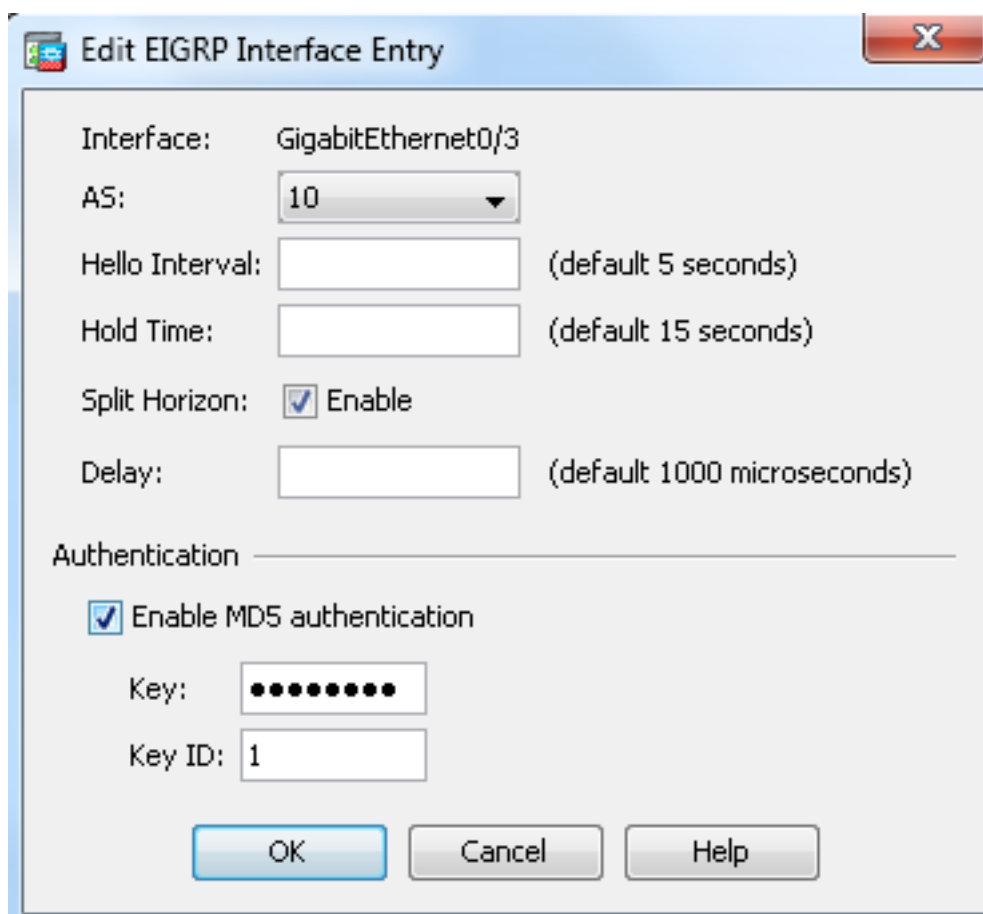 Edit EIGRP Interface Entry
Interface: GigabitEthernet0/3
AS: 10
Hello Interval: (default 5 seconds)
Hold Time: (default 15 seconds)
Split Horizon: Enable
Delay: (default 1000 microseconds)
Authentication
Enable MD5 authentication
Key: ••••••••
Key ID: 1
OK Cancel Help